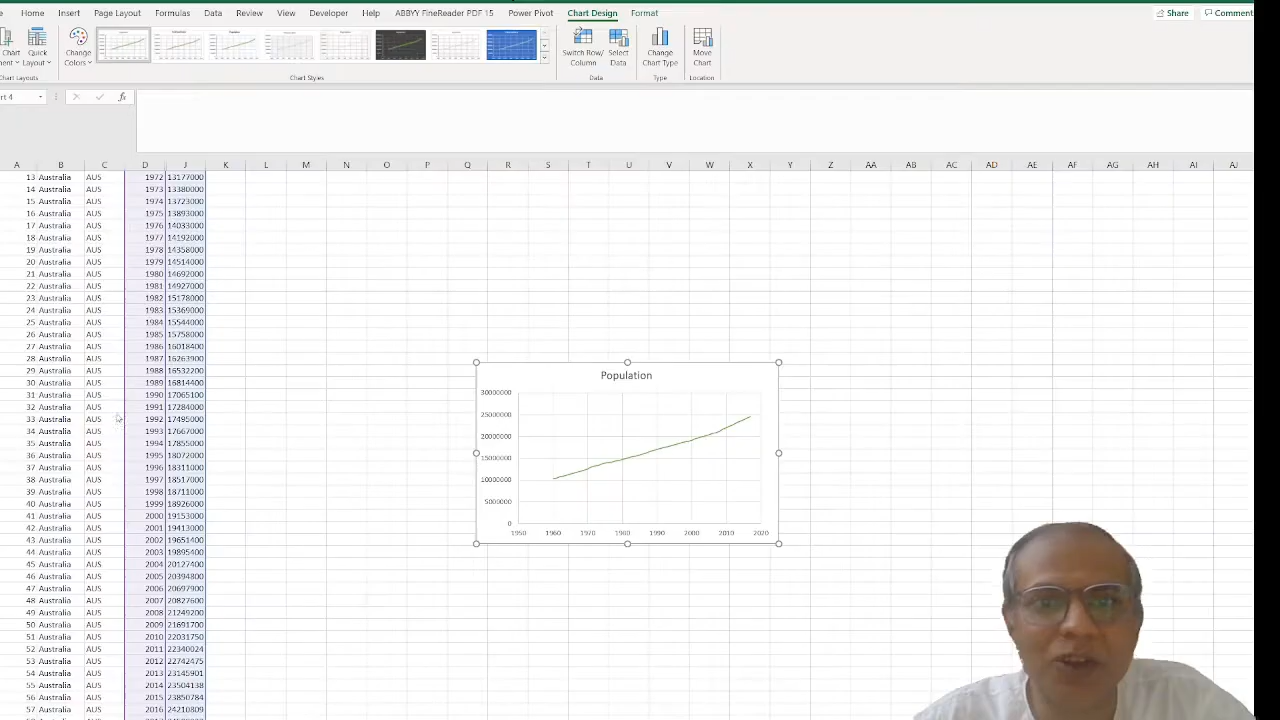 Home Insert Page Layout Formulas Data Review View Developer Help ABBYY FineReader PDF 15 Power Pivot Chart Design Format Share Comment
Quick Layout Change Colors Switch Row/ Column Select Data Change Chart Type Move Chart
Chart Layouts Chart Styles Data Type Location
rt 4 fx
A B C D J K L M N O P Q R S T U V W X Y Z AA AB AC AD AE AF AG AH AI AJ
13 Australia AUS 1972 13177000
14 Australia AUS 1973 13380000
15 Australia AUS 1974 13723000
16 Australia AUS 1975 13893000
17 Australia AUS 1976 14033000
18 Australia AUS 1977 14192000
19 Australia AUS 1978 14358000
20 Australia AUS 1979 14514000
21 Australia AUS 1980 14692000
22 Australia AUS 1981 14927000
23 Australia AUS 1982 15178000
24 Australia AUS 1983 15369000
25 Australia AUS 1984 15544000
26 Australia AUS 1985 15758000
27 Australia AUS 1986 16018400
28 Australia AUS 1987 16263900
29 Australia AUS 1988 16532200
30 Australia AUS 1989 16814400
31 Australia AUS 1990 17065100
32 Australia AUS 1991 17284000
33 Australia AUS 1992 17495000
34 Australia AUS 1993 17667000
35 Australia AUS 1994 17855000
36 Australia AUS 1995 18072000
37 Australia AUS 1996 18311000
38 Australia AUS 1997 18517000
39 Australia AUS 1998 18711000
40 Australia AUS 1999 18926000
41 Australia AUS 2000 19153000
42 Australia AUS 2001 19413000
43 Australia AUS 2002 19651400
44 Australia AUS 2003 19895400
45 Australia AUS 2004 20127400
46 Australia AUS 2005 20394800
47 Australia AUS 2006 20697900
48 Australia AUS 2007 20827600
49 Australia AUS 2008 21249200
50 Australia AUS 2009 21691700
51 Australia AUS 2010 22031750
52 Australia AUS 2011 22340024
53 Australia AUS 2012 22742475
54 Australia AUS 2013 23145901
55 Australia AUS 2014 23504138
56 Australia AUS 2015 23850784
57 Australia AUS 2016 24210809
Population
30000000
25000000
20000000
15000000
10000000
5000000
0
1950 1960 1970 1980 1990 2000 2010 2020